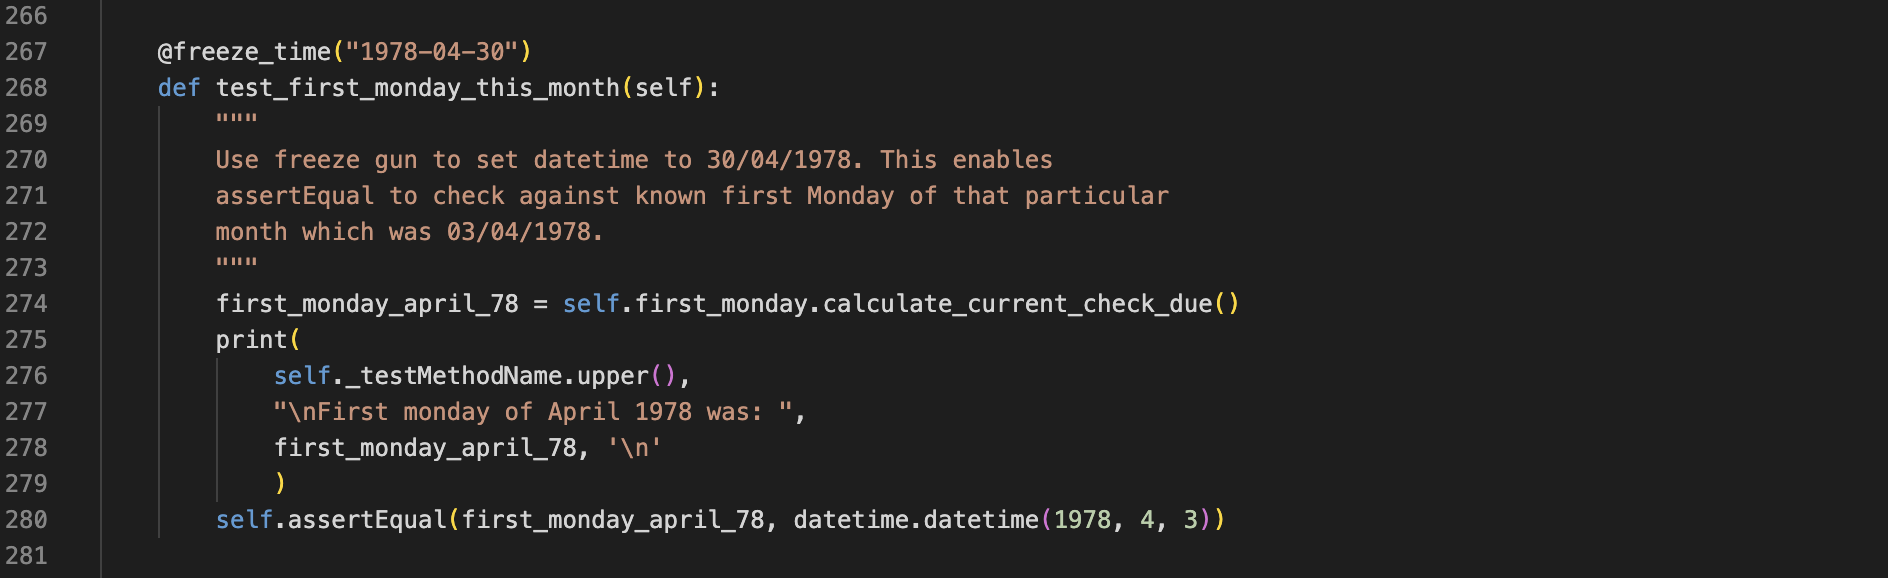 266
267 @freeze_time("1978-04-30")
268 def test_first_monday_this_month(self):
269 """
270 Use freeze gun to set datetime to 30/04/1978. This enables
271 assertEqual to check against known first Monday of that particular
272 month which was 03/04/1978.
273 """
274 first_monday_april_78 = self.first_monday.calculate_current_check_due()
275 print(
276 self._testMethodName.upper(),
277 "\nFirst monday of April 1978 was: ",
278 first_monday_april_78, '\n'
279 )
280 self.assertEqual(first_monday_april_78, datetime.datetime(1978, 4, 3))
281